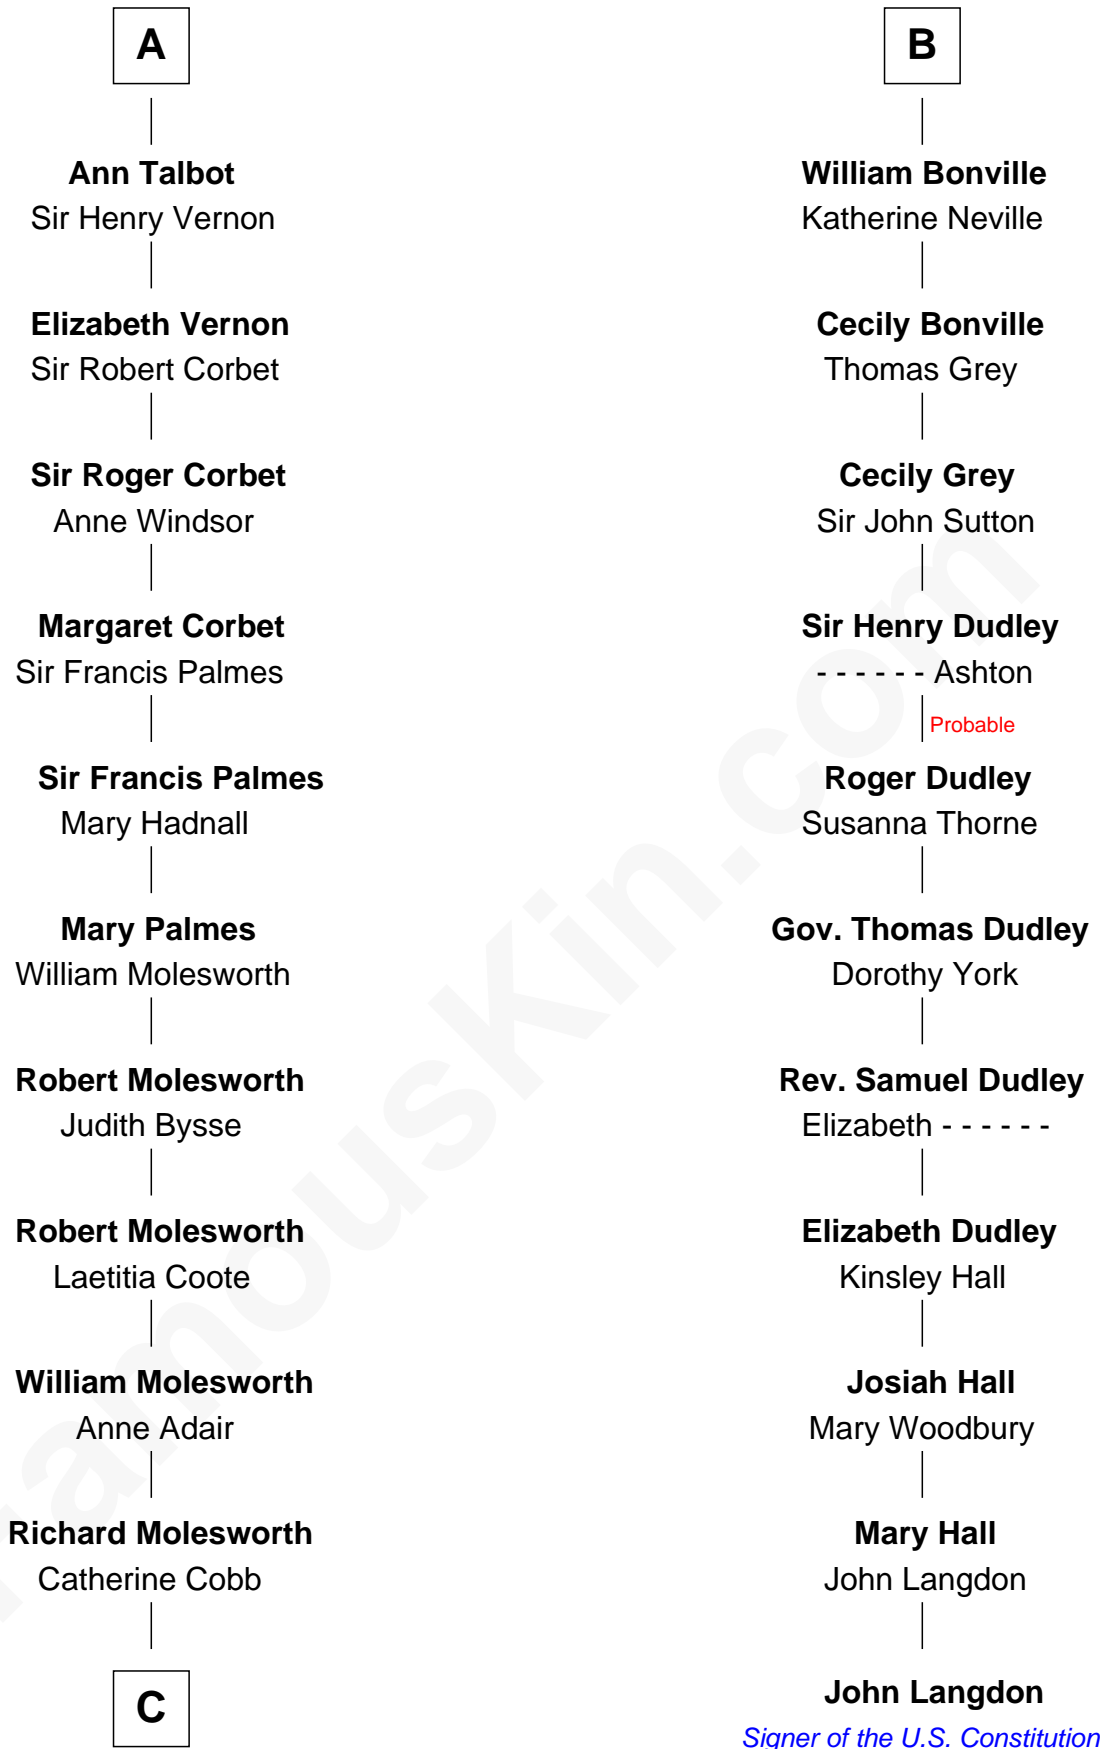 A
Ann Talbot
Sir Henry Vernon
Elizabeth Vernon
Sir Robert Corbet
Sir Roger Corbet
Anne Windsor
Margaret Corbet
Sir Francis Palmes
Sir Francis Palmes
Mary Hadnall
Mary Palmes
William Molesworth
Robert Molesworth
Judith Bysse
Robert Molesworth
Laetitia Coote
William Molesworth
Anne Adair
Richard Molesworth
Catherine Cobb
C
B
William Bonville
Katherine Neville
Cecily Bonville
Thomas Grey
Cecily Grey
Sir John Sutton
Sir Henry Dudley
- - - - - - Ashton
Probable
Roger Dudley
Susanna Thorne
Gov. Thomas Dudley
Dorothy York
Rev. Samuel Dudley
Elizabeth - - - - - -
Elizabeth Dudley
Kinsley Hall
Josiah Hall
Mary Woodbury
Mary Hall
John Langdon
John Langdon
Signer of the U.S. Constitution
FamousKin.com